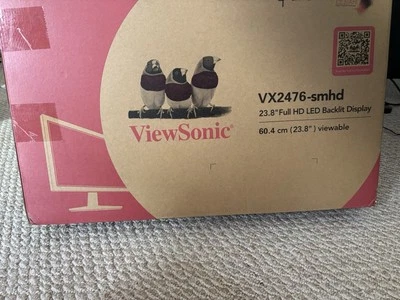 VX2476-smhd
23.8" Full HD LED Backlit Display
60.4 cm (23.8") viewable
ViewSonic®